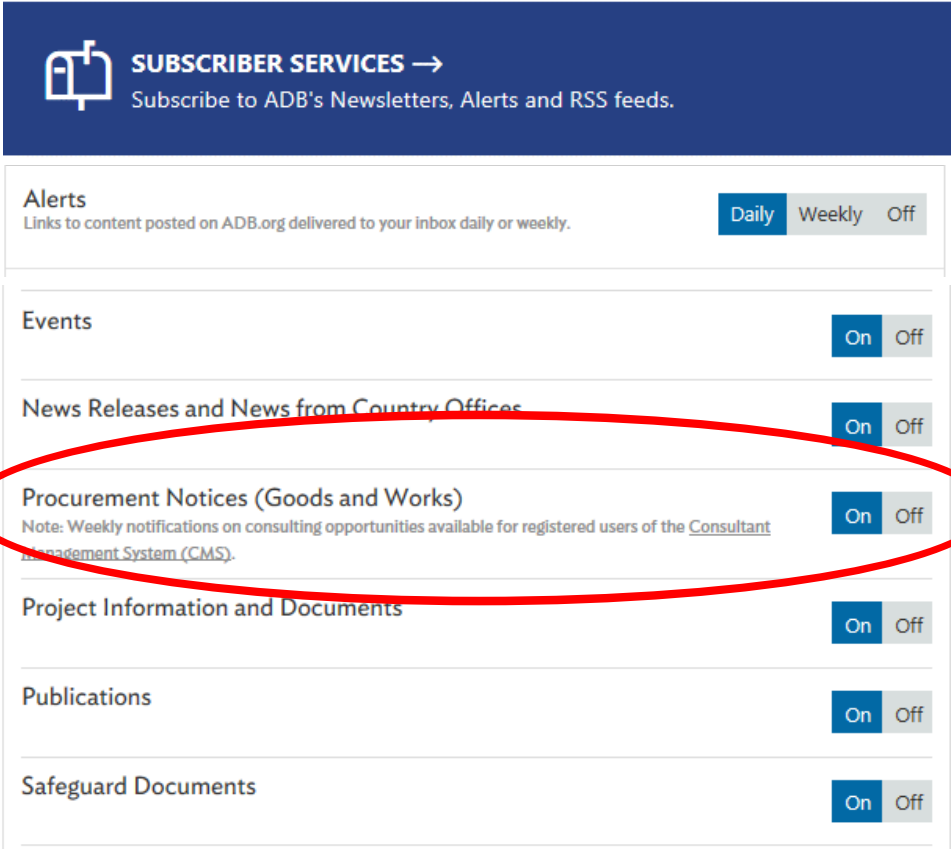 SUBSCRIBER SERVICES →
Subscribe to ADB's Newsletters, Alerts and RSS feeds.
Alerts
Links to content posted on ADB.org delivered to your inbox daily or weekly.
Daily Weekly Off
Events
On Off
News Releases and News from Country Offices
On Off
Procurement Notices (Goods and Works)
Note: Weekly notifications on consulting opportunities available for registered users of the Consultant
Management System (CMS).
On Off
Project Information and Documents
On Off
Publications
On Off
Safeguard Documents
On Off